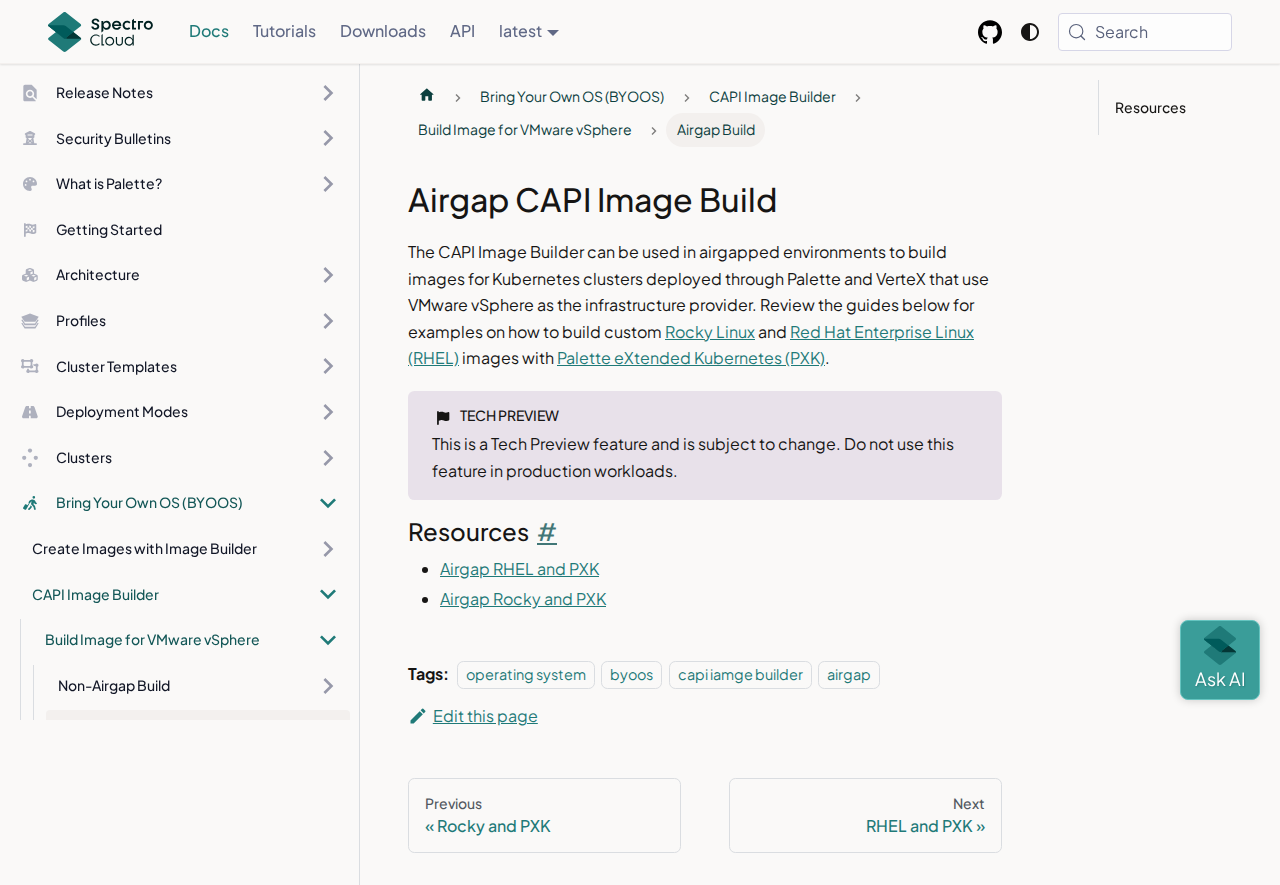 Spectro
Cloud
Docs
Tutorials
Downloads
API
latest
Search
Release Notes
Security Bulletins
What is Palette?
Getting Started
Architecture
Profiles
Cluster Templates
Deployment Modes
Clusters
Bring Your Own OS (BYOOS)
Create Images with Image Builder
CAPI Image Builder
Build Image for VMware vSphere
Non-Airgap Build
Bring Your Own OS (BYOOS)
CAPI Image Builder
Build Image for VMware vSphere
Airgap Build
Airgap CAPI Image Build
The CAPI Image Builder can be used in airgapped environments to build
images for Kubernetes clusters deployed through Palette and VerteX that use
VMware vSphere as the infrastructure provider. Review the guides below for
examples on how to build custom Rocky Linux and Red Hat Enterprise Linux
(RHEL) images with Palette eXtended Kubernetes (PXK).
TECH PREVIEW
This is a Tech Preview feature and is subject to change. Do not use this
feature in production workloads.
Resources #
Airgap RHEL and PXK
Airgap Rocky and PXK
Tags: operating system byoos capi iamge builder airgap
Edit this page
Previous
« Rocky and PXK
Next
RHEL and PXK »
Resources
Ask AI